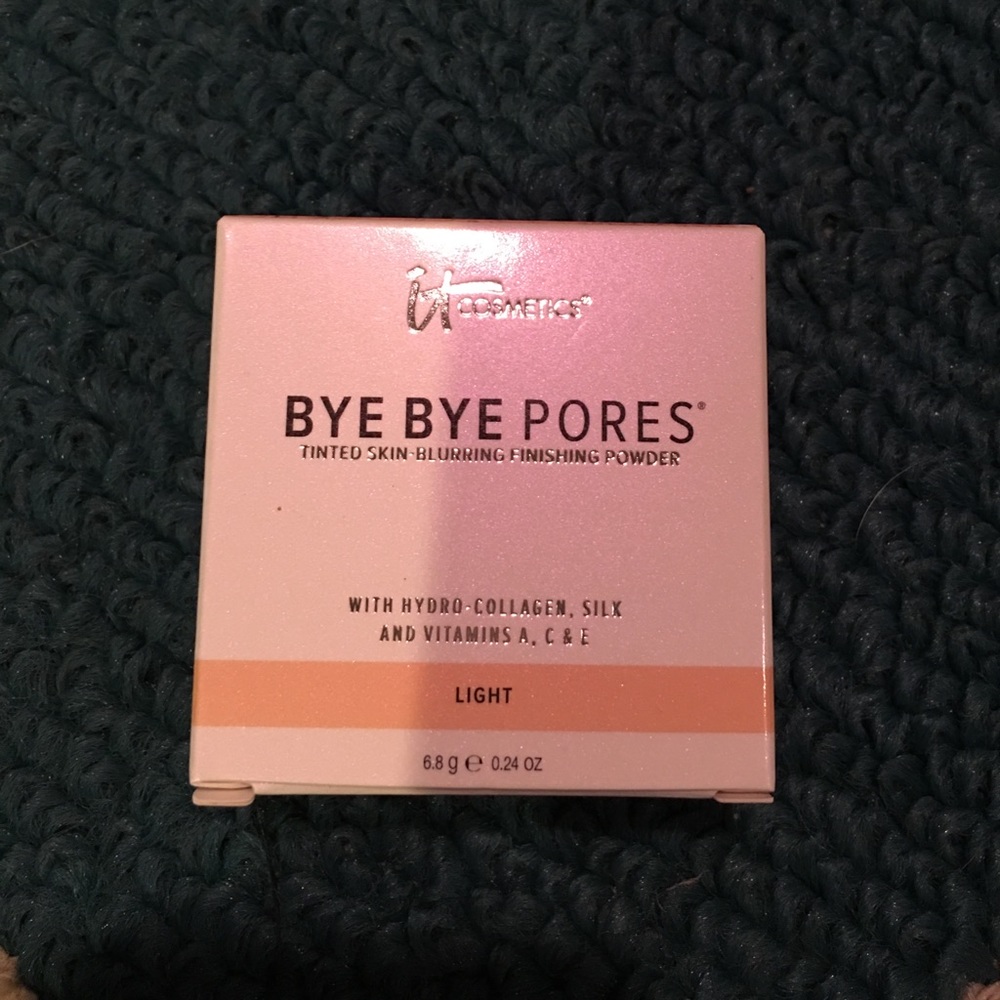 it COSMETICS™
BYE BYE PORES®
TINTED SKIN-BLURRING FINISHING POWDER
WITH HYDRO-COLLAGEN, SILK
AND VITAMINS A, C & E
LIGHT
6.8 g ℮ 0.24 OZ